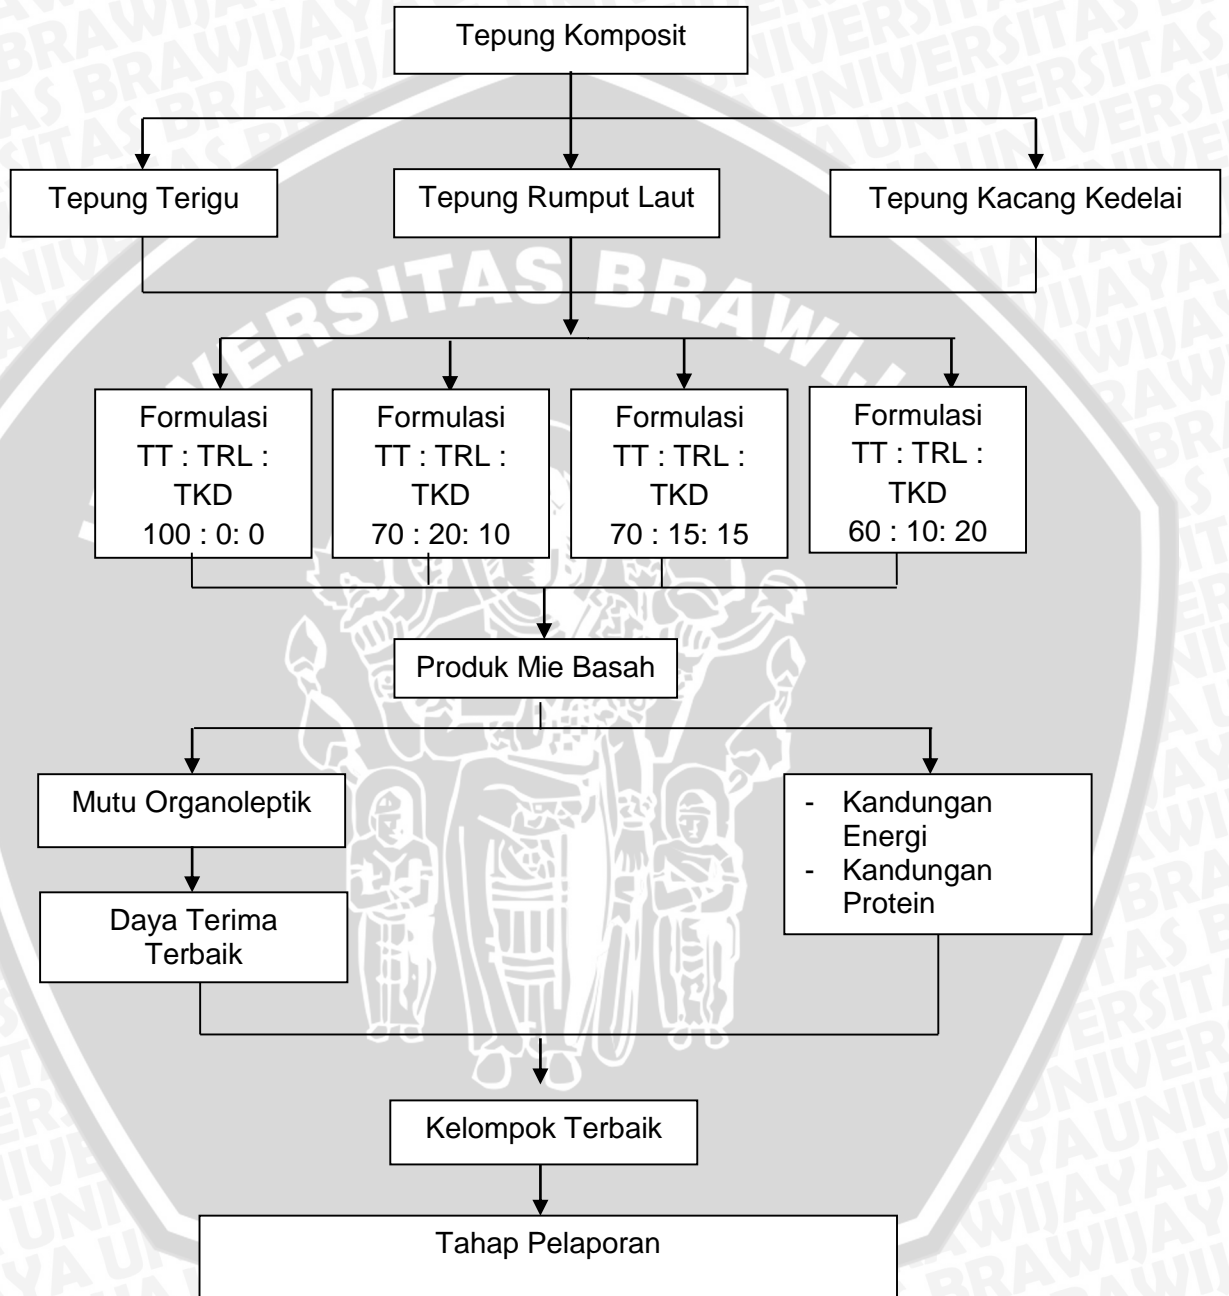 Tepung Komposit
Tepung Terigu
Tepung Rumput Laut
Tepung Kacang Kedelai
Formulasi
TT : TRL :
TKD
100 : 0: 0
Formulasi
TT : TRL :
TKD
70 : 20: 10
Formulasi
TT : TRL :
TKD
70 : 15: 15
Formulasi
TT : TRL :
TKD
60 : 10: 20
Produk Mie Basah
Mutu Organoleptik
- Kandungan
Energi
- Kandungan
Protein
Daya Terima
Terbaik
Kelompok Terbaik
Tahap Pelaporan